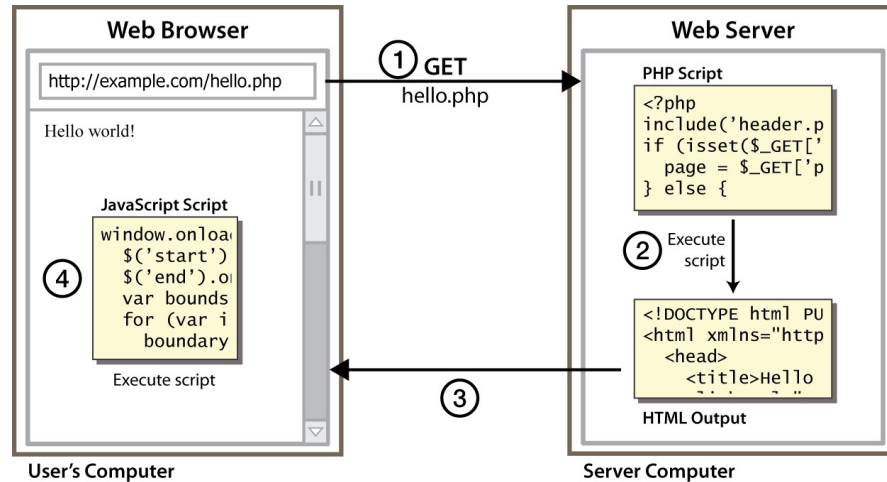 Web Browser
http://example.com/hello.php
Hello world!
JavaScript Script
window.onloa
$('start')
$('end').o
var bounds
for (var i
boundary
4
Execute script
User's Computer
1 GET
hello.php
3
Web Server
PHP Script
<?php
include('header.p
if (isset($_GET['
page = $_GET['p
} else {
2 Execute
script
<!DOCTYPE html PU
<html xmlns="http
<head>
<title>Hello
HTML Output
Server Computer